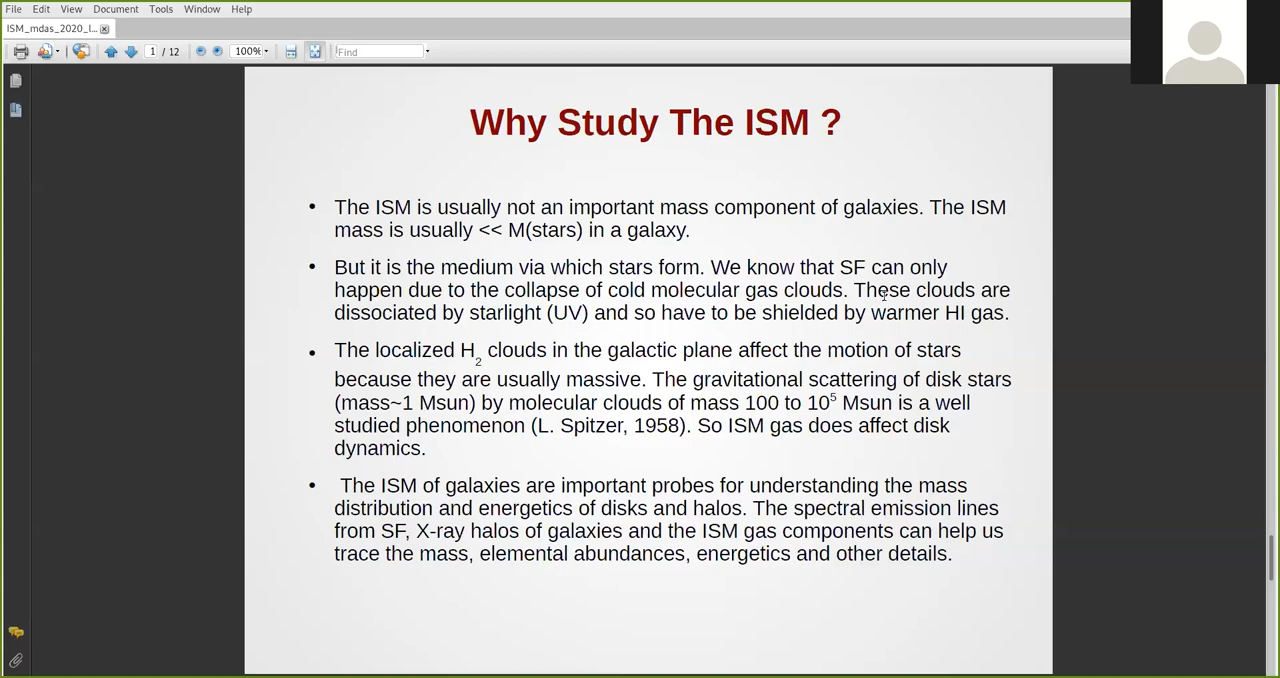 File Edit View Document Tools Window Help
ISM_mdas_2020_l...
1 / 12 100% Find
Why Study The ISM ?
• The ISM is usually not an important mass component of galaxies. The ISM
mass is usually << M(stars) in a galaxy.
• But it is the medium via which stars form. We know that SF can only
happen due to the collapse of cold molecular gas clouds. These clouds are
dissociated by starlight (UV) and so have to be shielded by warmer HI gas.
• The localized H₂ clouds in the galactic plane affect the motion of stars
because they are usually massive. The gravitational scattering of disk stars
(mass~1 Msun) by molecular clouds of mass 100 to 10⁵ Msun is a well
studied phenomenon (L. Spitzer, 1958). So ISM gas does affect disk
dynamics.
• The ISM of galaxies are important probes for understanding the mass
distribution and energetics of disks and halos. The spectral emission lines
from SF, X-ray halos of galaxies and the ISM gas components can help us
trace the mass, elemental abundances, energetics and other details.